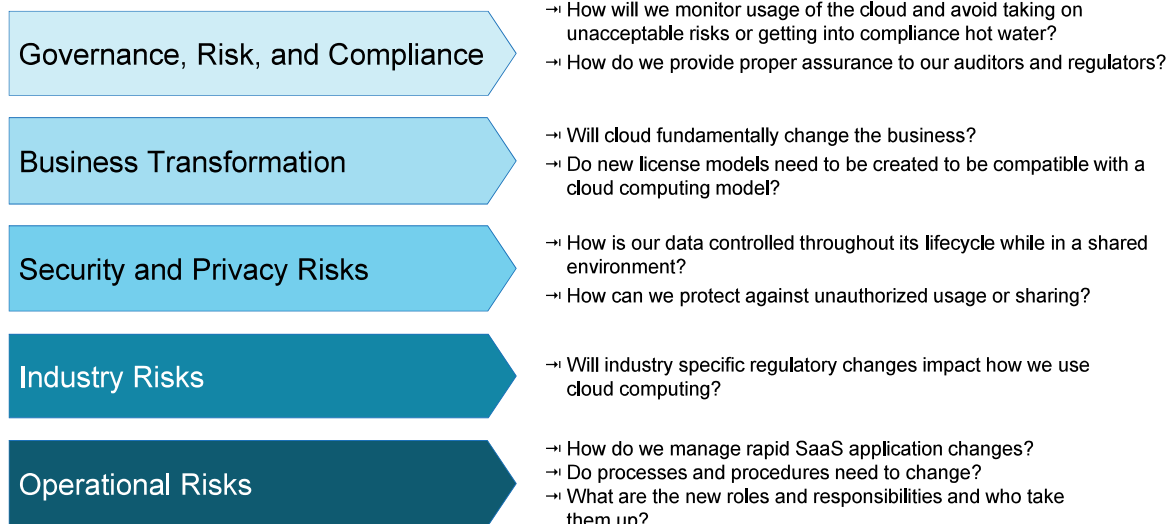 Governance, Risk, and Compliance
→ How will we monitor usage of the cloud and avoid taking on
unacceptable risks or getting into compliance hot water?
→ How do we provide proper assurance to our auditors and regulators?
Business Transformation
→ Will cloud fundamentally change the business?
→ Do new license models need to be created to be compatible with a
cloud computing model?
Security and Privacy Risks
→ How is our data controlled throughout its lifecycle while in a shared
environment?
→ How can we protect against unauthorized usage or sharing?
Industry Risks
→ Will industry specific regulatory changes impact how we use
cloud computing?
Operational Risks
→ How do we manage rapid SaaS application changes?
→ Do processes and procedures need to change?
→ What are the new roles and responsibilities and who take
them up?